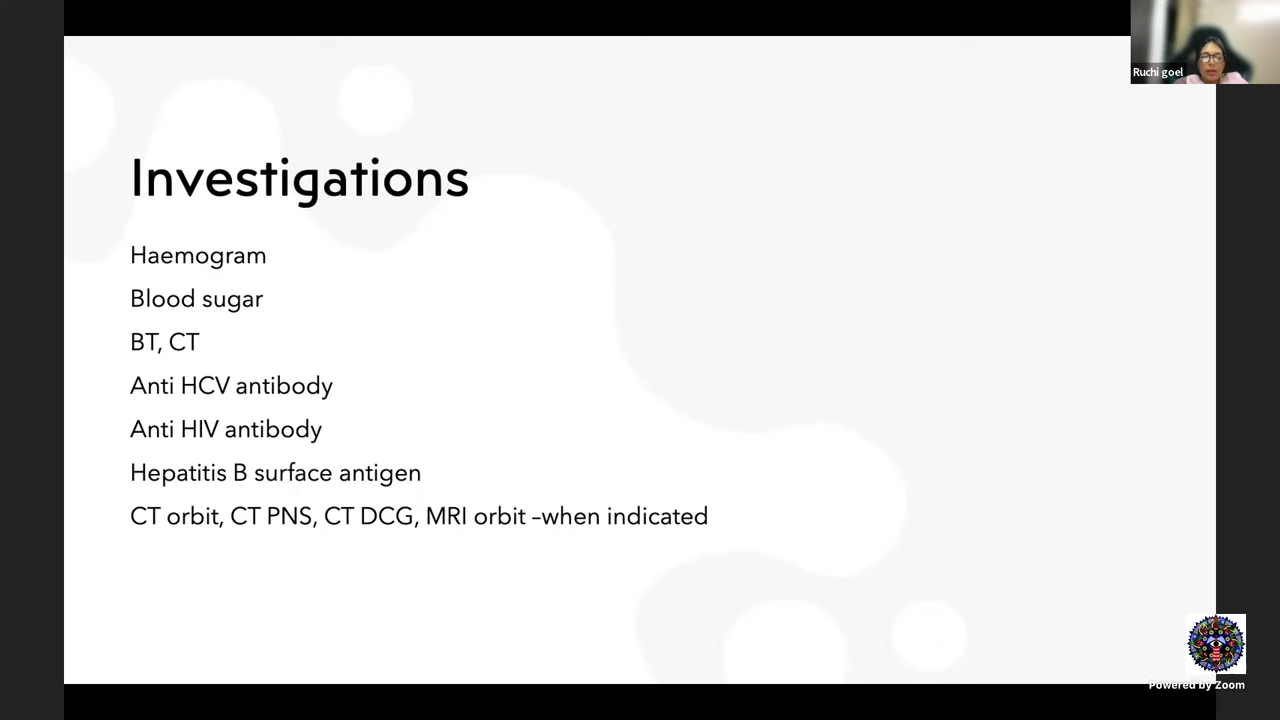 Ruchi goel
Investigations
Haemogram
Blood sugar
BT, CT
Anti HCV antibody
Anti HIV antibody
Hepatitis B surface antigen
CT orbit, CT PNS, CT DCG, MRI orbit –when indicated
Powered by Zoom